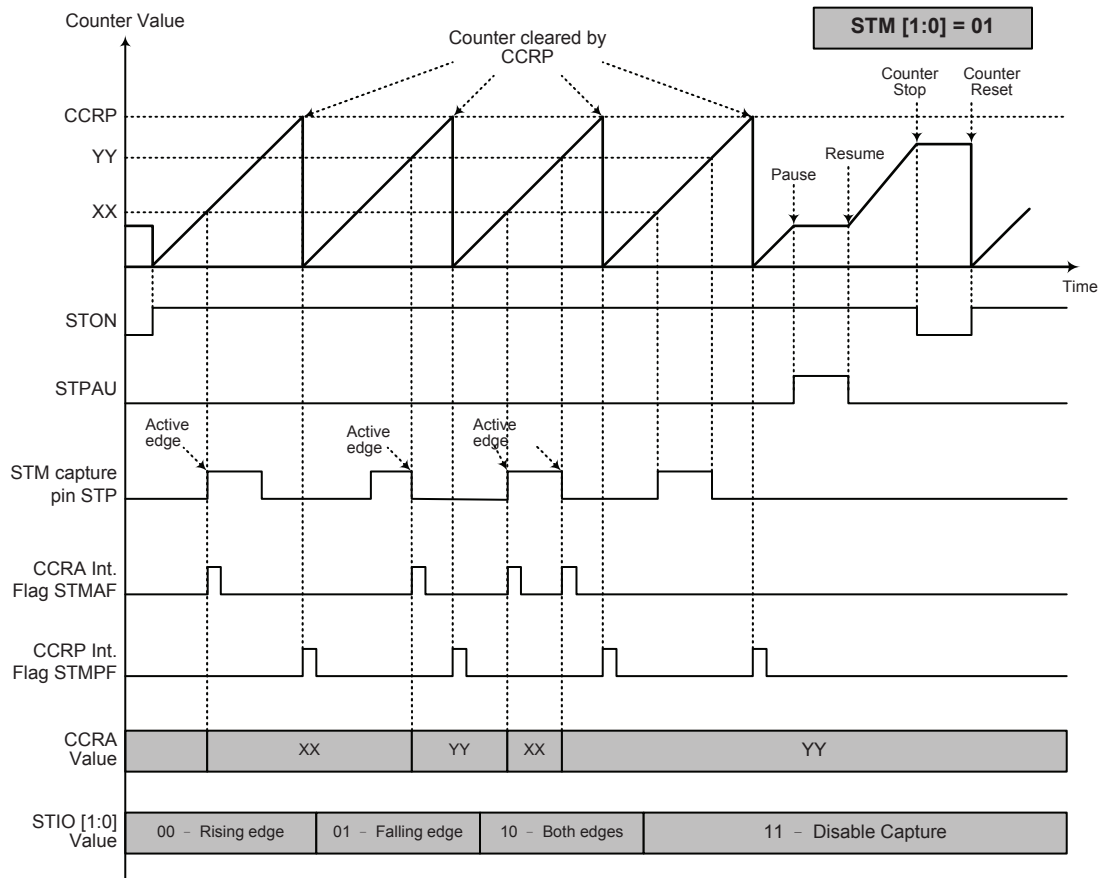 Counter Value
STM [1:0] = 01
Counter cleared by
CCRP
Counter
Stop
Counter
Reset
CCRP
YY
Pause
Resume
XX
Time
STON
STPAU
Active
edge
Active
edge
Active
edge
STM capture
pin STP
CCRA Int.
Flag STMAF
CCRP Int.
Flag STMPF
CCRA
Value
XX
YY
XX
YY
STIO [1:0]
Value
00 – Rising edge
01 – Falling edge
10 – Both edges
11 – Disable Capture